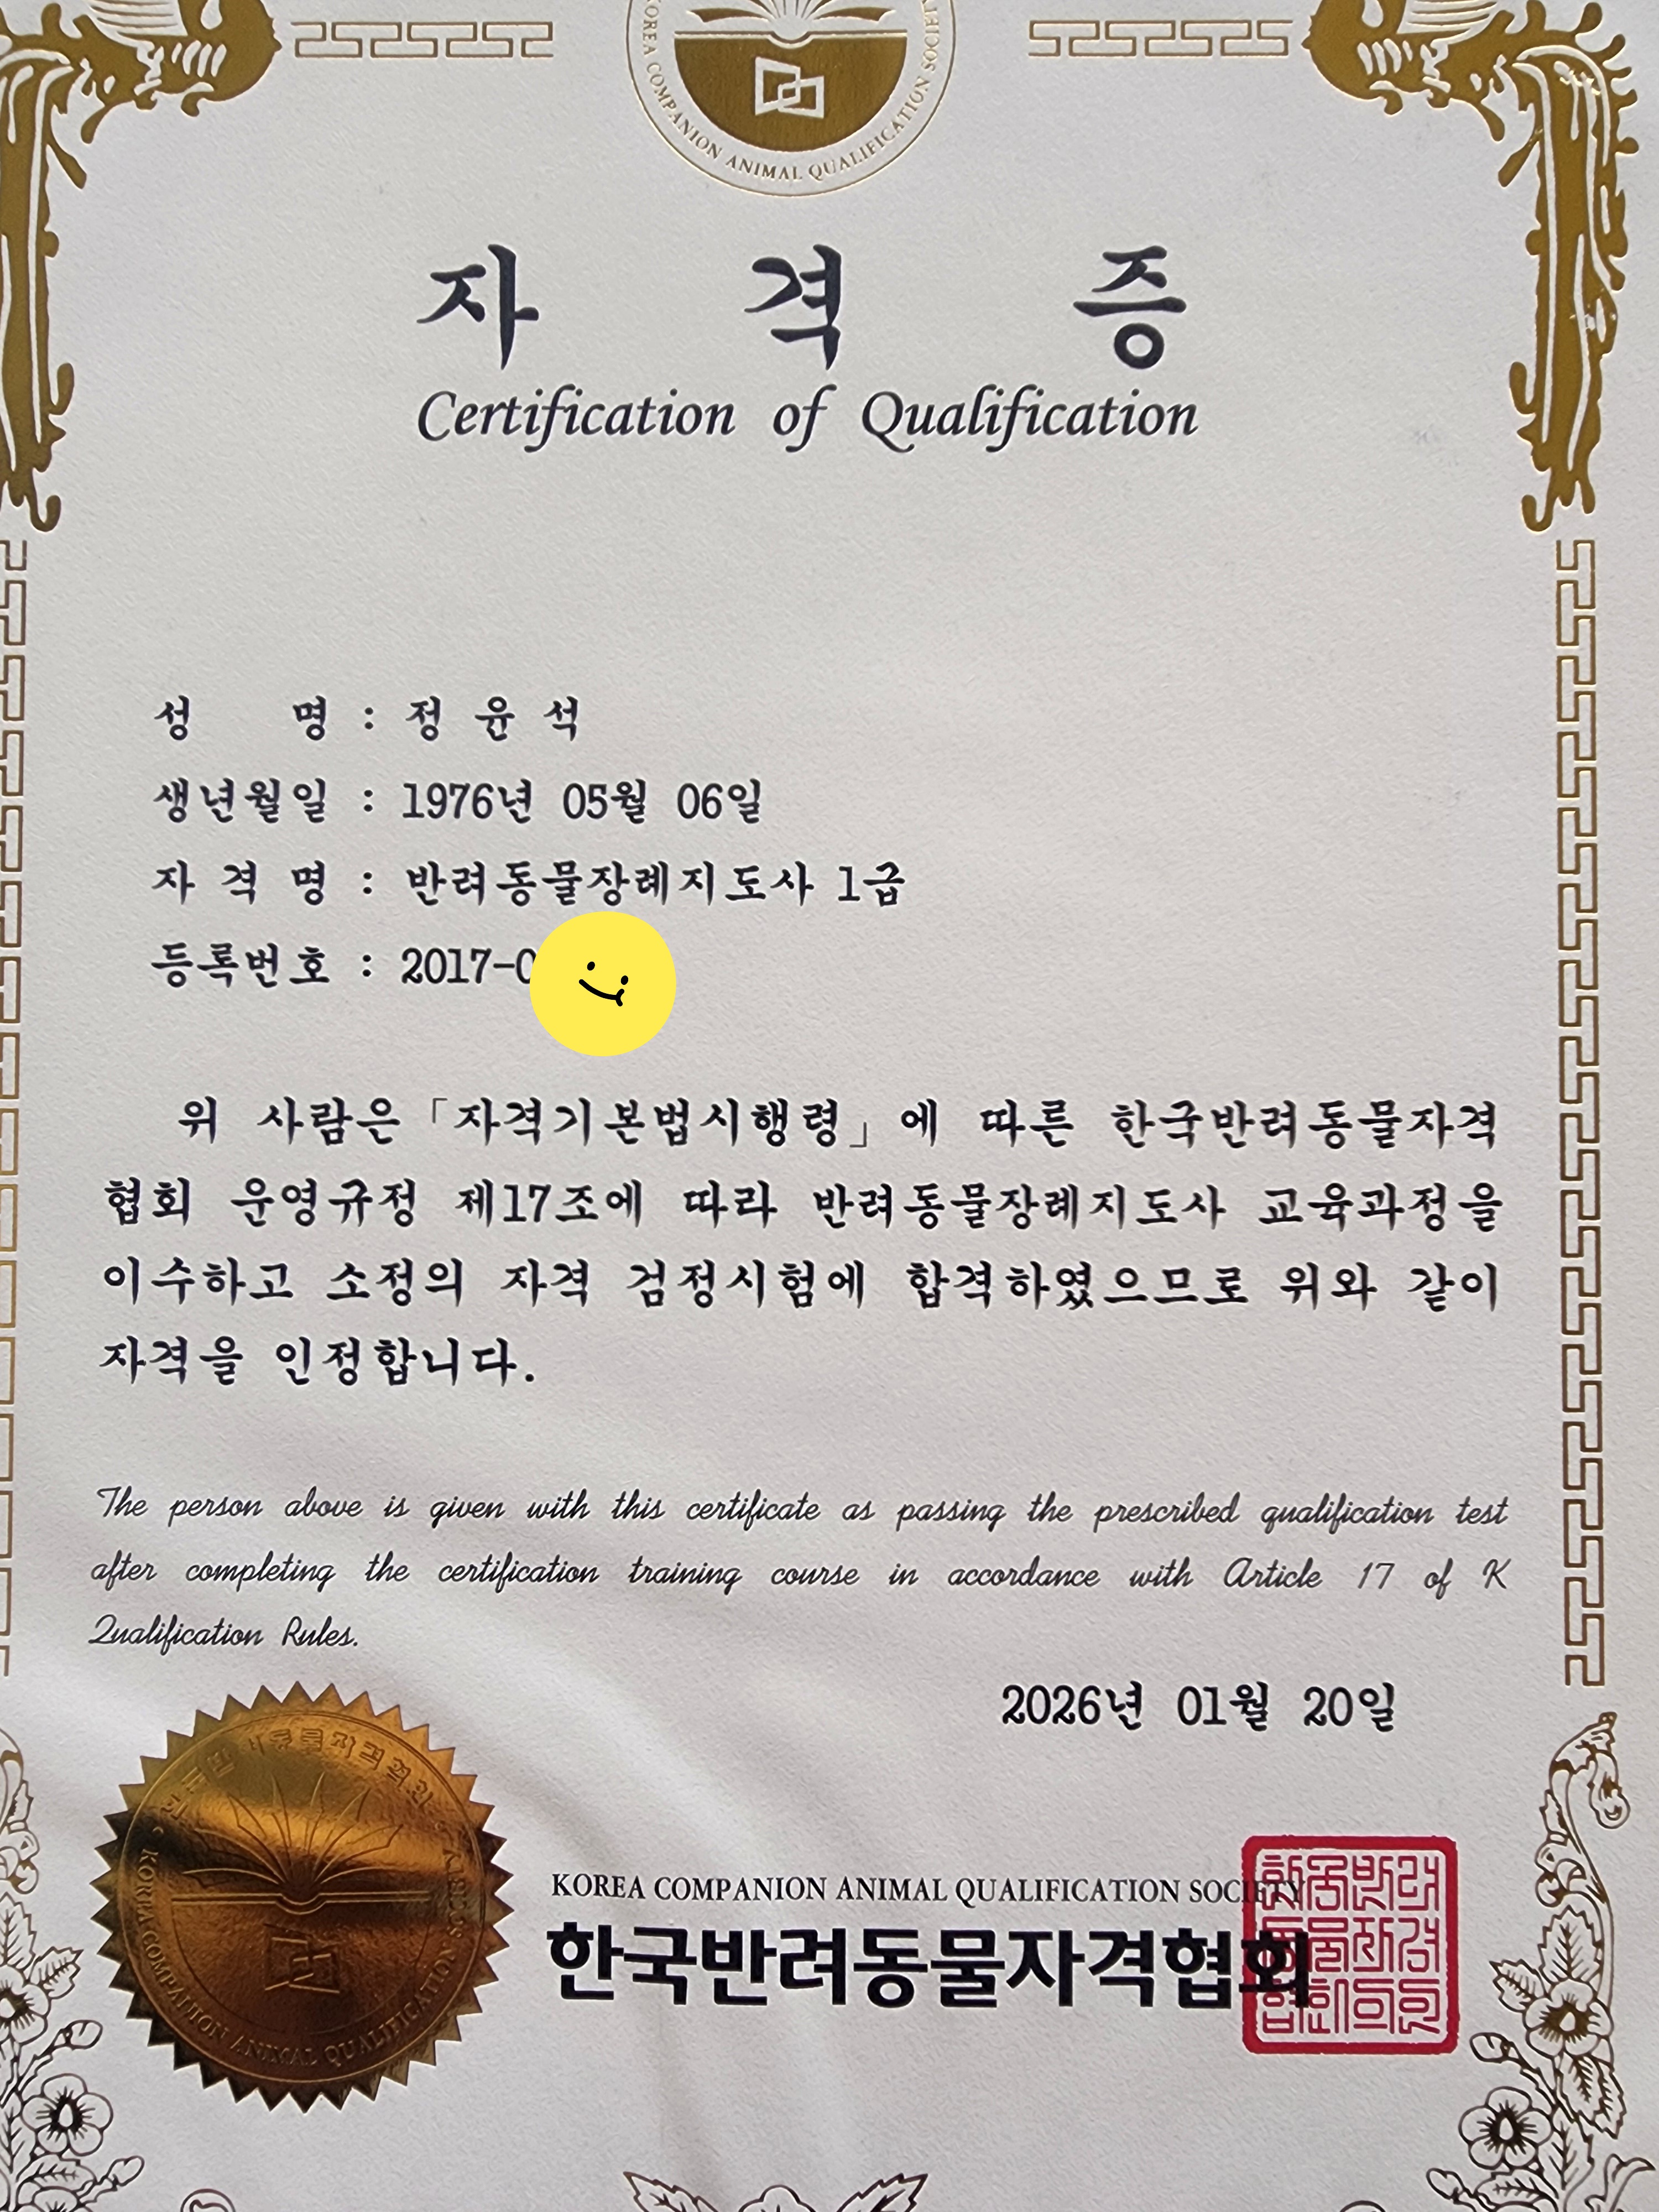 KOREA COMPANION ANIMAL QUALIFICATION SOCIETY
자 격 증
Certification of Qualification
성 명 : 정 윤 석
생년월일 : 1976년 05월 06일
자 격 명 : 반려동물장례지도사 1급
등록번호 : 2017-0
위 사람은 「자격기본법시행령」에 따른 한국반려동물자격
협회 운영규정 제17조에 따라 반려동물장례지도사 교육과정을
이수하고 소정의 자격 검정시험에 합격하였으므로 위와 같이
자격을 인정합니다.
The person above is given with this certificate as passing the prescribed qualification test
after completing the certification training course in accordance with Article 17 of K
Qualification Rules.
2026년 01월 20일
KOREA COMPANION ANIMAL QUALIFICATION SOCIETY
KOREA COMPANION ANIMAL QUALIFICATION SOCIETY
한국반려동물자격협회